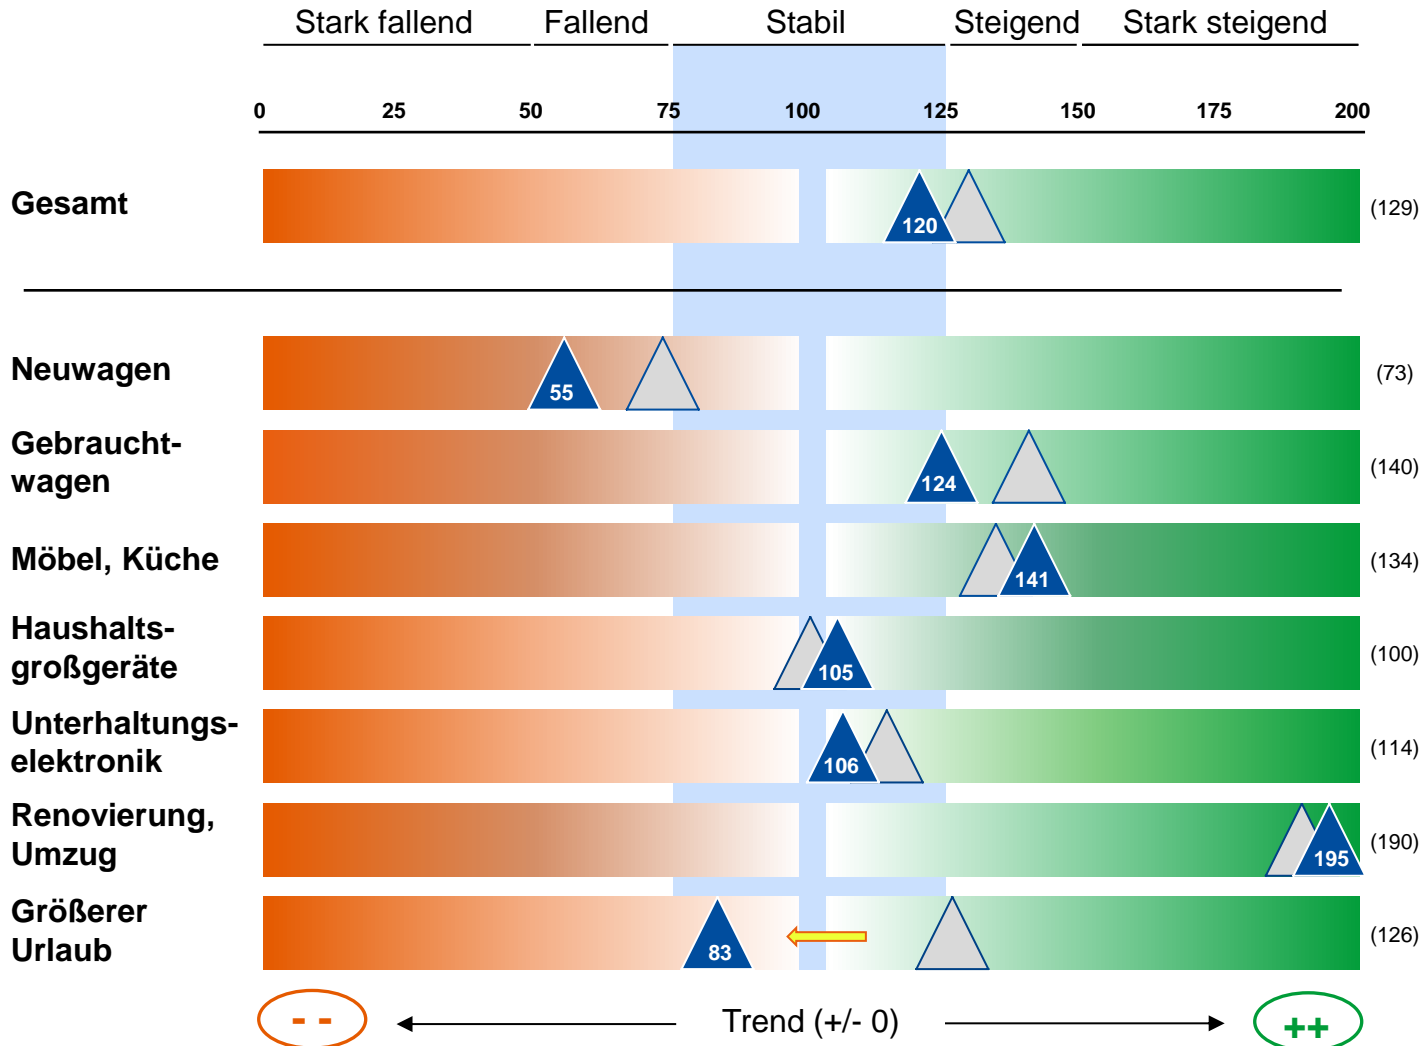 Stark fallend Fallend Stabil Steigend Stark steigend
0 25 50 75 100 125 150 175 200
Gesamt 120 (129)
Neuwagen 55 (73)
Gebraucht-
wagen 124 (140)
Möbel, Küche 141 (134)
Haushalts-
großgeräte 105 (100)
Unterhaltungs-
elektronik 106 (114)
Renovierung,
Umzug 195 (190)
Größerer
Urlaub 83 (126)
- - Trend (+/- 0) ++